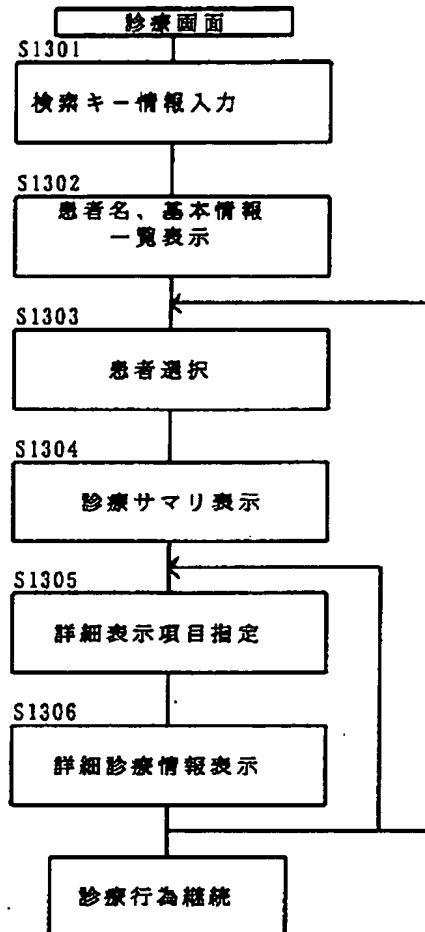 診療画面
S1301
検索キー情報入力
S1302
患者名、基本情報
一覧表示
S1303
患者選択
S1304
診療サマリ表示
S1305
詳細表示項目指定
S1306
詳細診療情報表示
診療行為継続